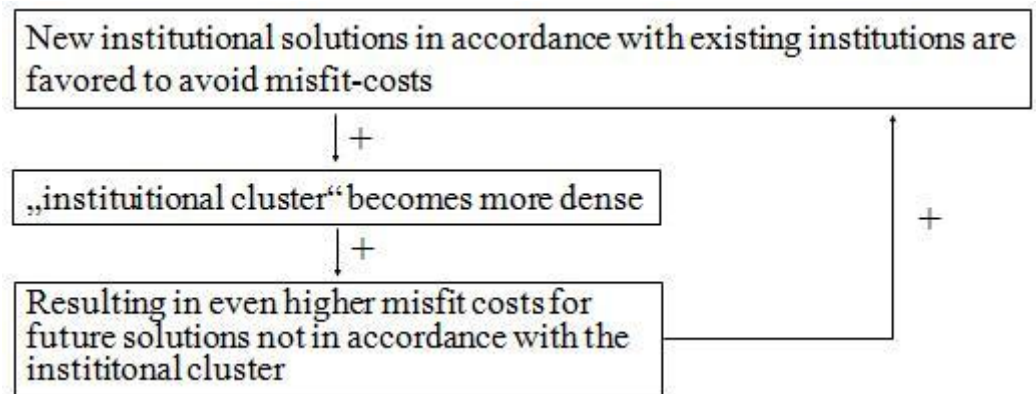 New institutional solutions in accordance with existing institutions are
favored to avoid misfit-costs
+
„instituitional cluster“ becomes more dense
+
+
Resulting in even higher misfit costs for
future solutions not in accordance with the
instititonal cluster